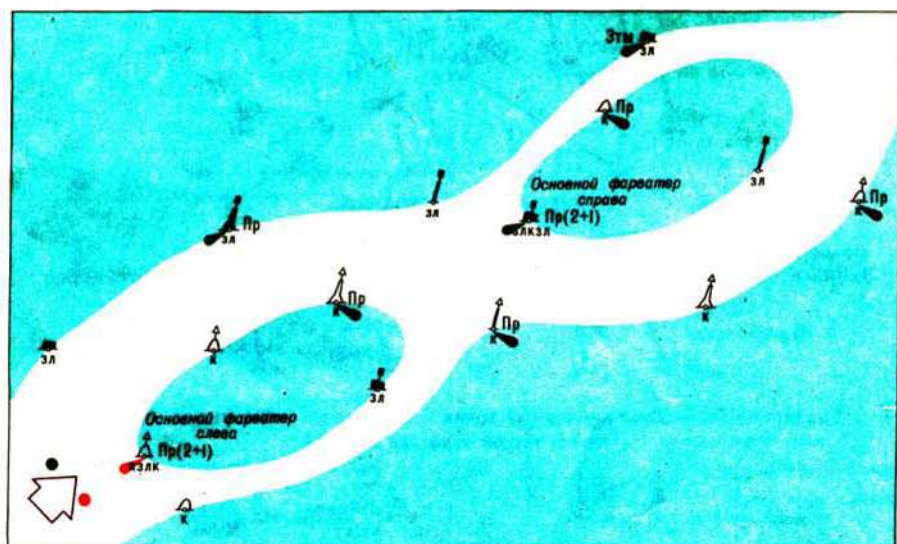 Зтм
зл
Пр
к
зл
Основной фарватер
справа
зл
Пр
к
Пр
зл
Пр(2+1)
злкзл
Пр
к
к
Пр
к
зл
к
зл
Основной фарватер
слева
Пр(2+1)
кзлк
к